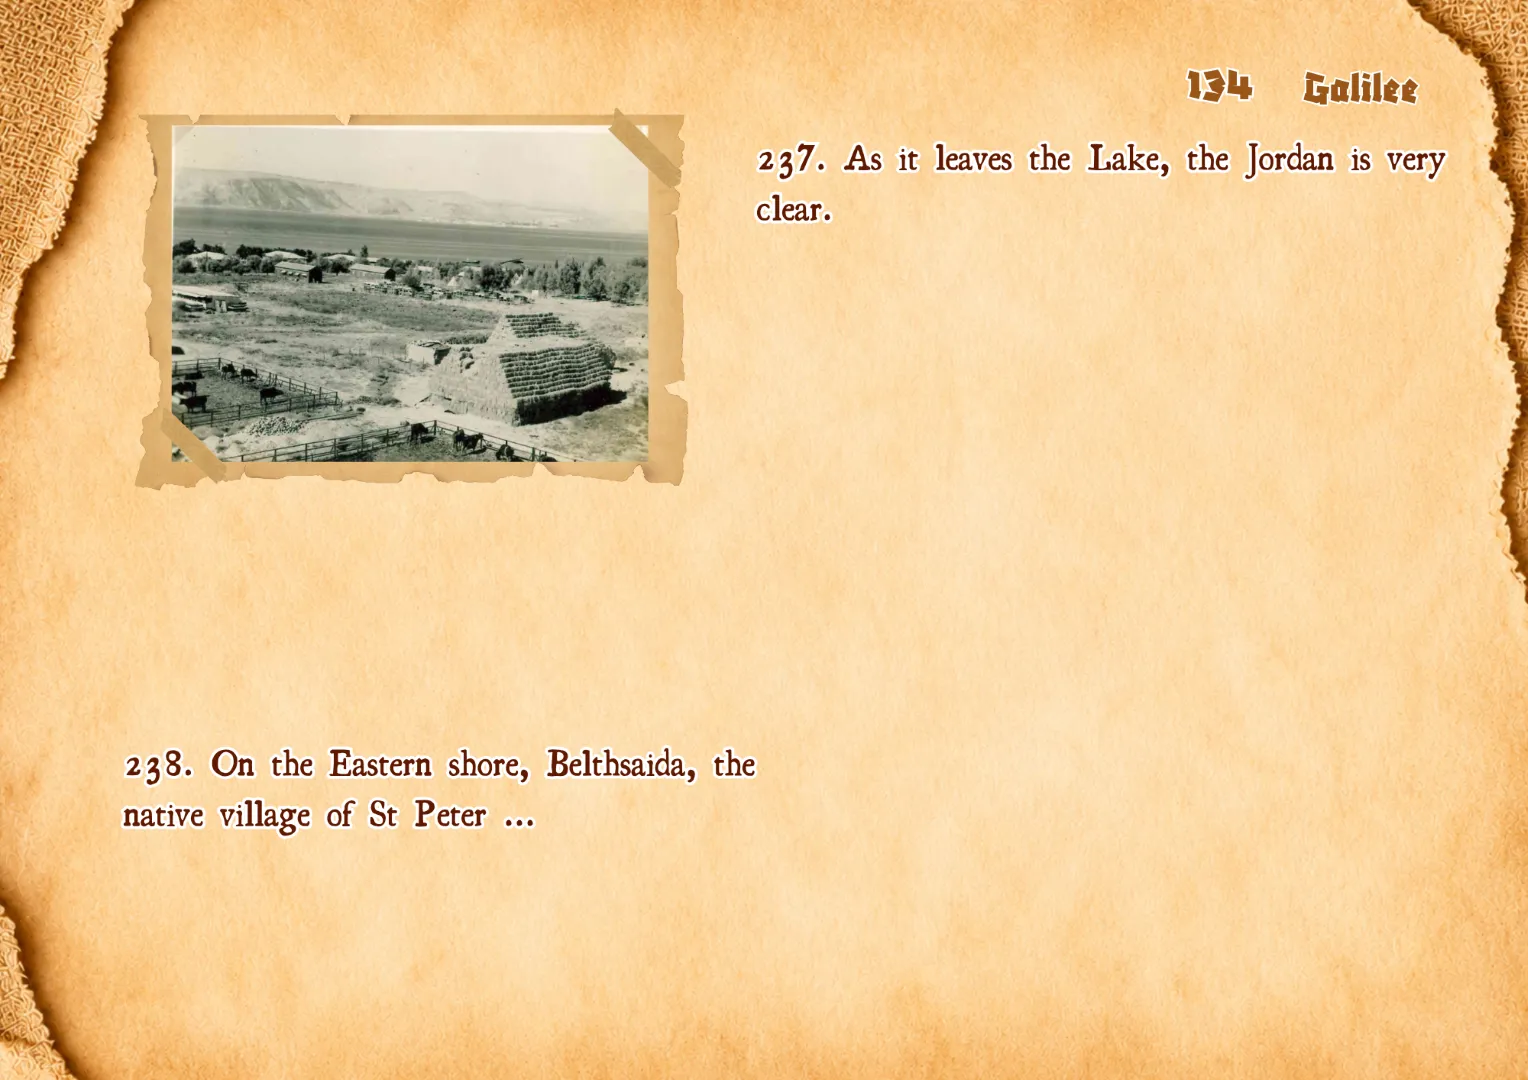 134 Galilee
237. As it leaves the Lake, the Jordan is very
clear.
238. On the Eastern shore, Belthsaida, the
native village of St Peter ...